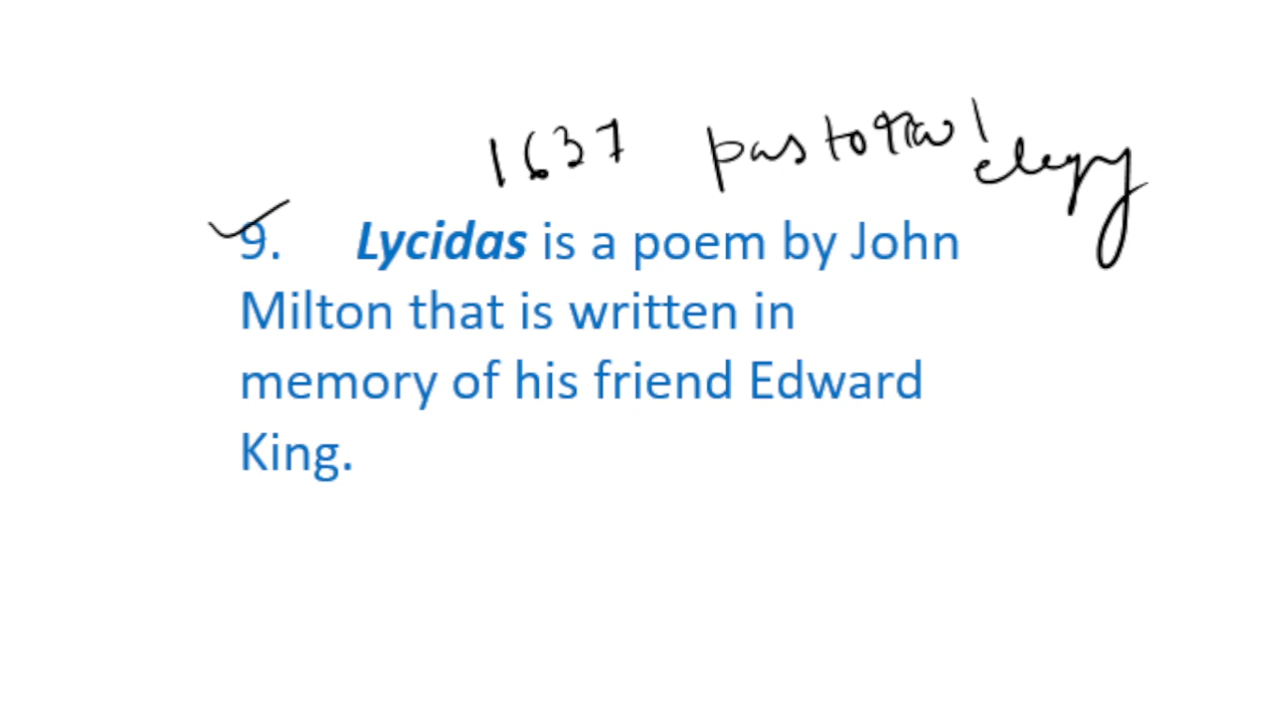 1637 pastoral elegy
9. Lycidas is a poem by John
Milton that is written in
memory of his friend Edward
King.